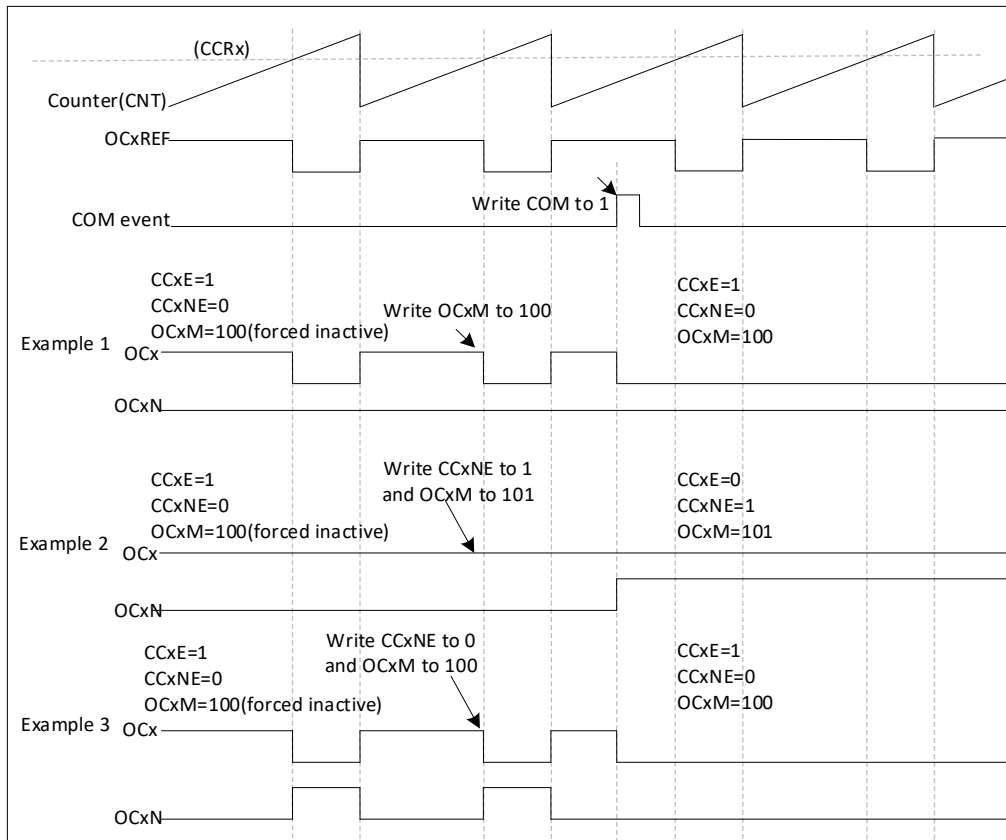 (CCRx)
Counter(CNT)
OCxREF
Write COM to 1
COM event
CCxE=1
CCxNE=0
OCxM=100(forced inactive)
Write OCxM to 100
CCxE=1
CCxNE=0
OCxM=100
Example 1
OCx
OCxN
CCxE=1
CCxNE=0
OCxM=100(forced inactive)
Write CCxNE to 1
and OCxM to 101
CCxE=0
CCxNE=1
OCxM=101
Example 2
OCx
OCxN
CCxE=1
CCxNE=0
OCxM=100(forced inactive)
Write CCxNE to 0
and OCxM to 100
CCxE=1
CCxNE=0
OCxM=100
Example 3
OCx
OCxN